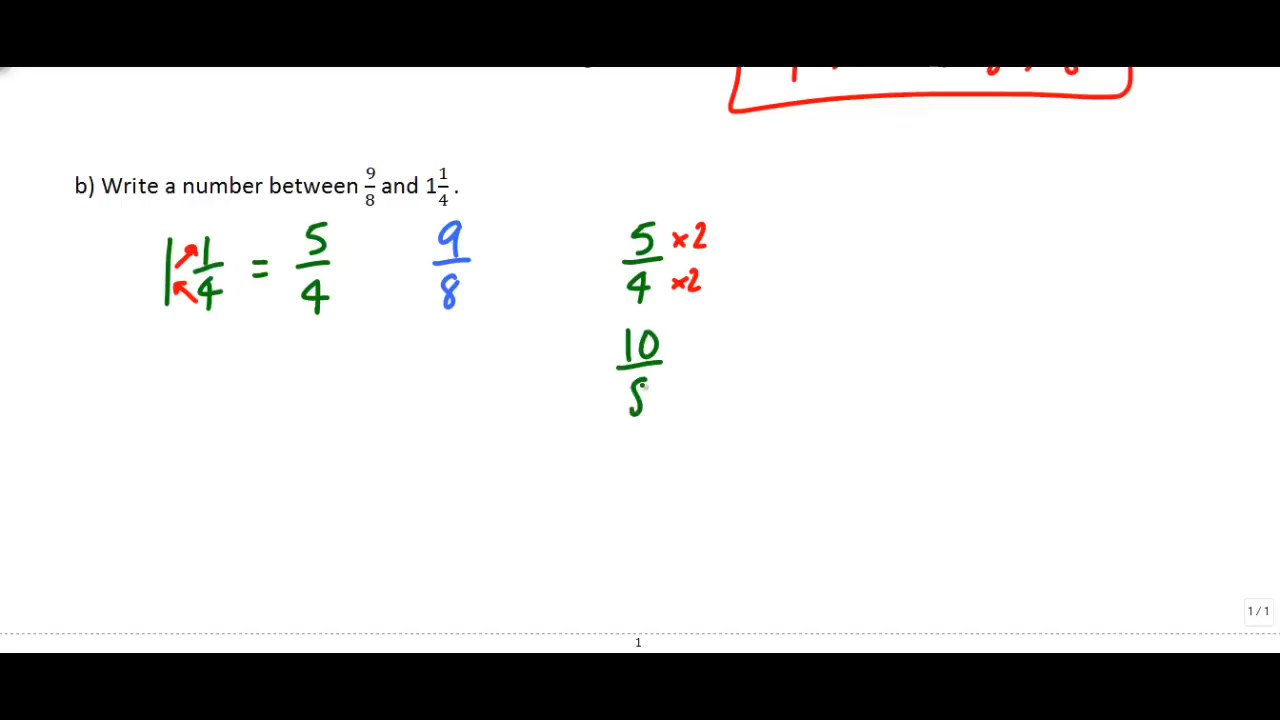 b) Write a number between 9/8 and 1 1/4 .
1 1/4 = 5/4 9/8 5/4 ×2 ×2
10/8
1 / 1
1